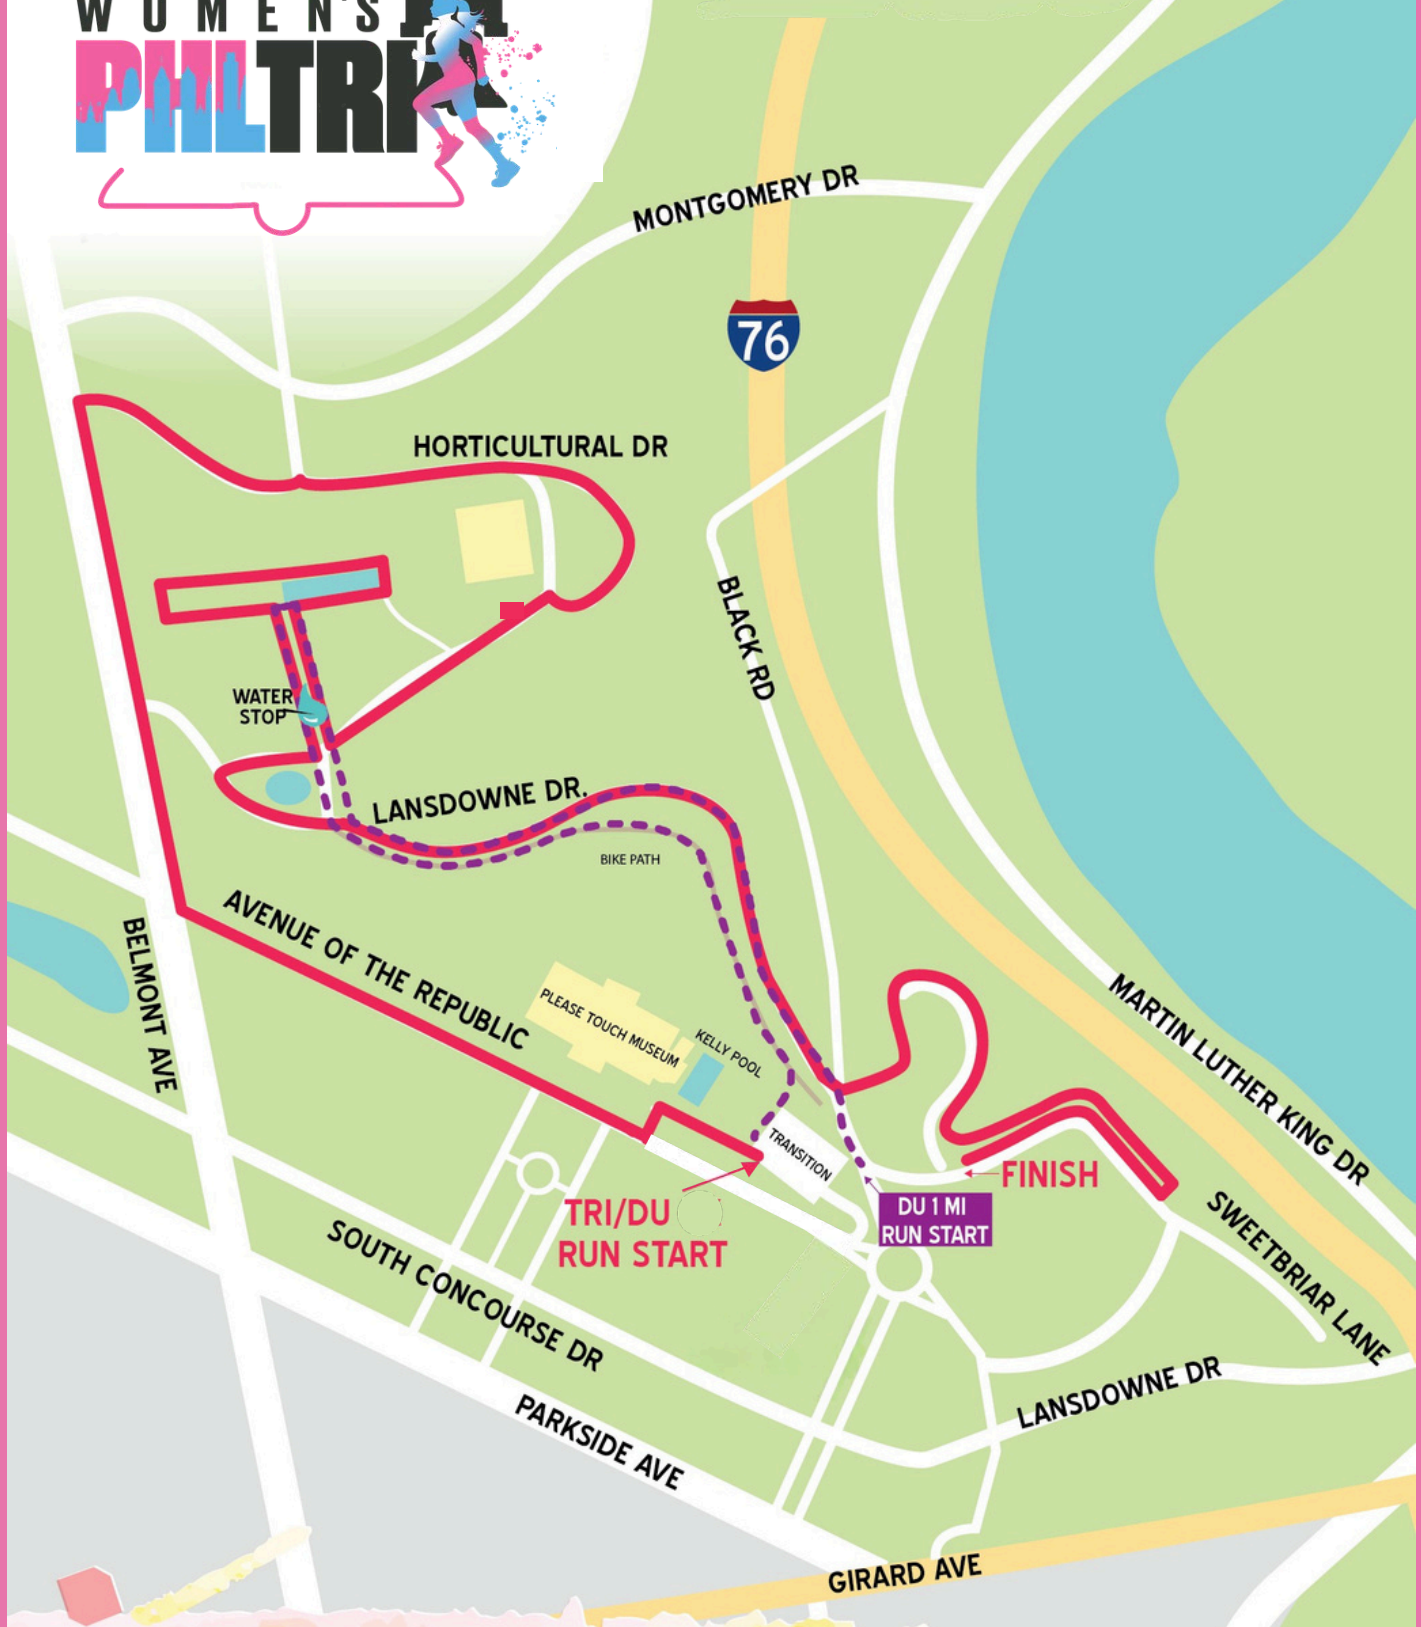 WOMEN'S
PHLTRI
MONTGOMERY DR
76
HORTICULTURAL DR
BLACK RD
WATER
STOP
LANSDOWNE DR.
BIKE PATH
AVENUE OF THE REPUBLIC
BELMONT AVE
PLEASE TOUCH MUSEUM
KELLY POOL
MARTIN LUTHER KING DR
TRANSITION
FINISH
TRI/DU
RUN START
DU 1 MI
RUN START
SWEETBRIAR LANE
SOUTH CONCOURSE DR
LANSDOWNE DR
PARKSIDE AVE
GIRARD AVE